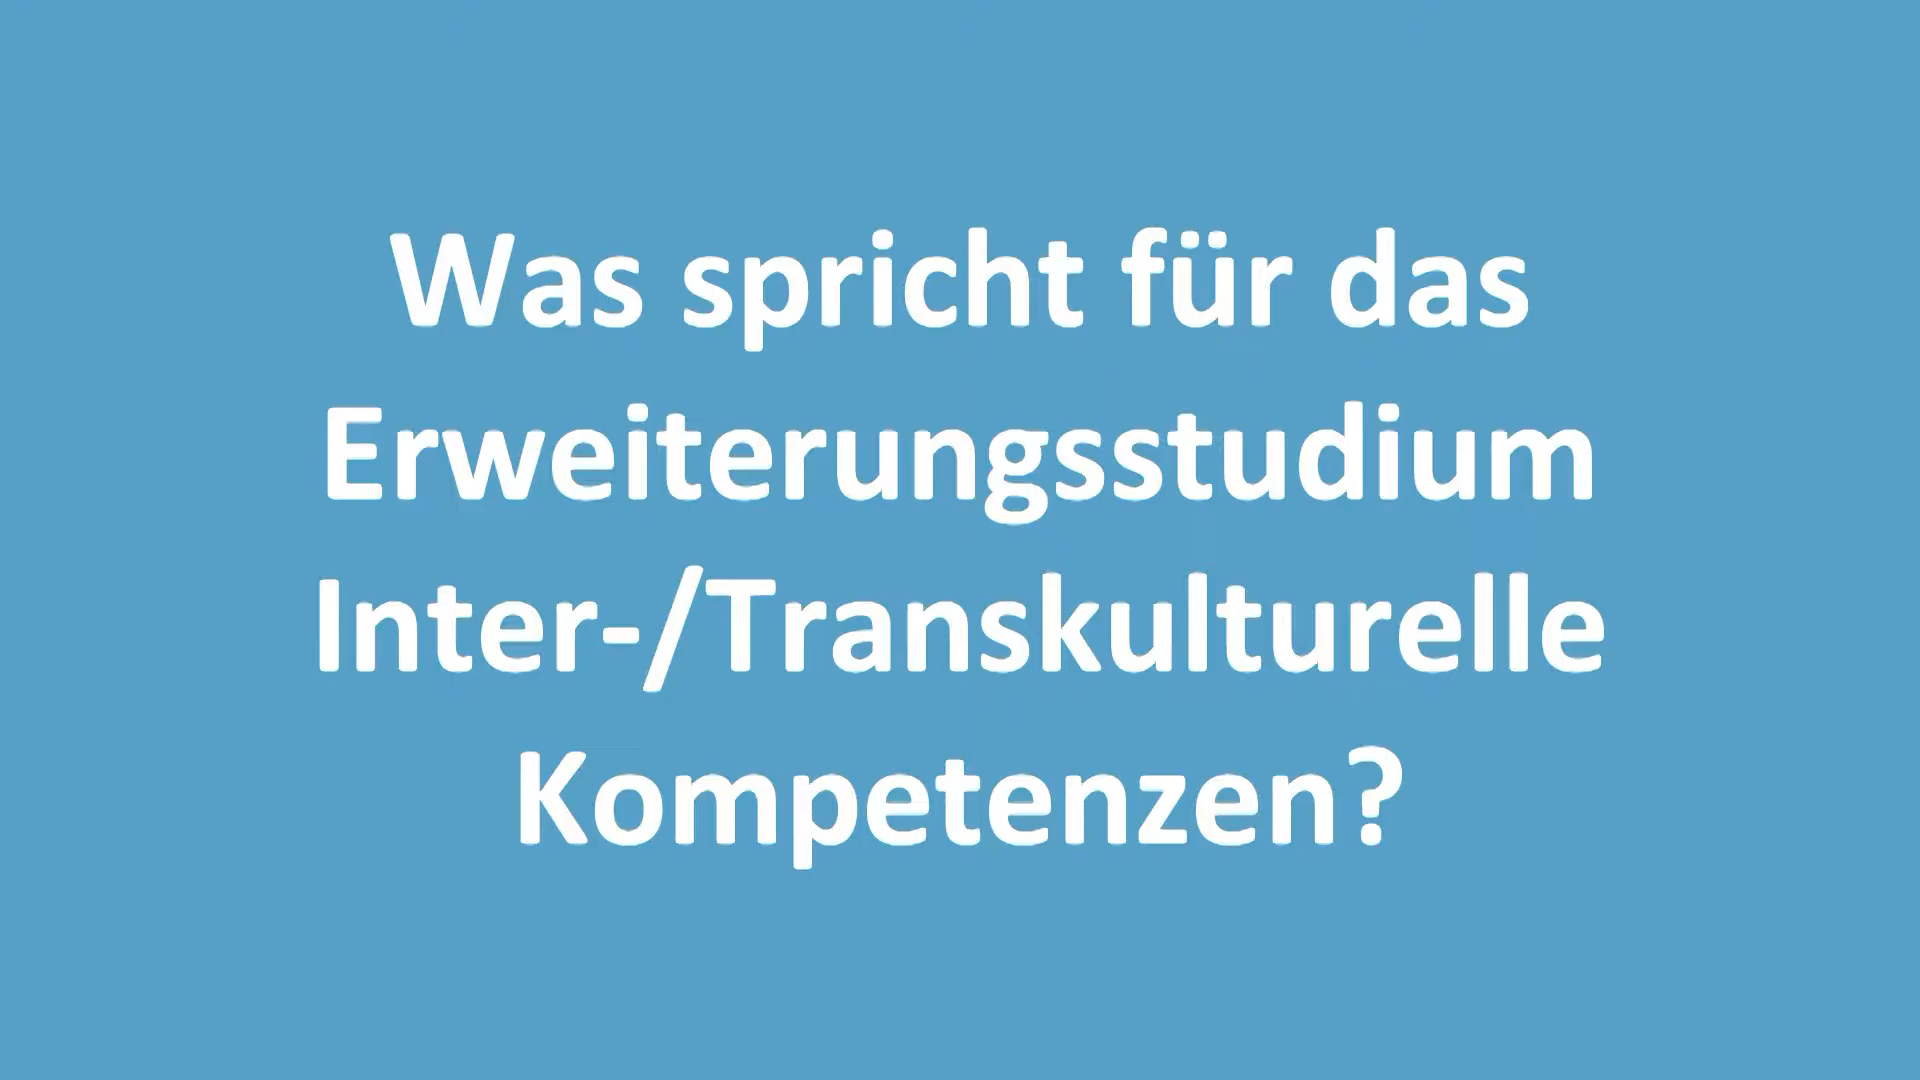 Was spricht für das
Erweiterungsstudium
Inter-/Transkulturelle
Kompetenzen?